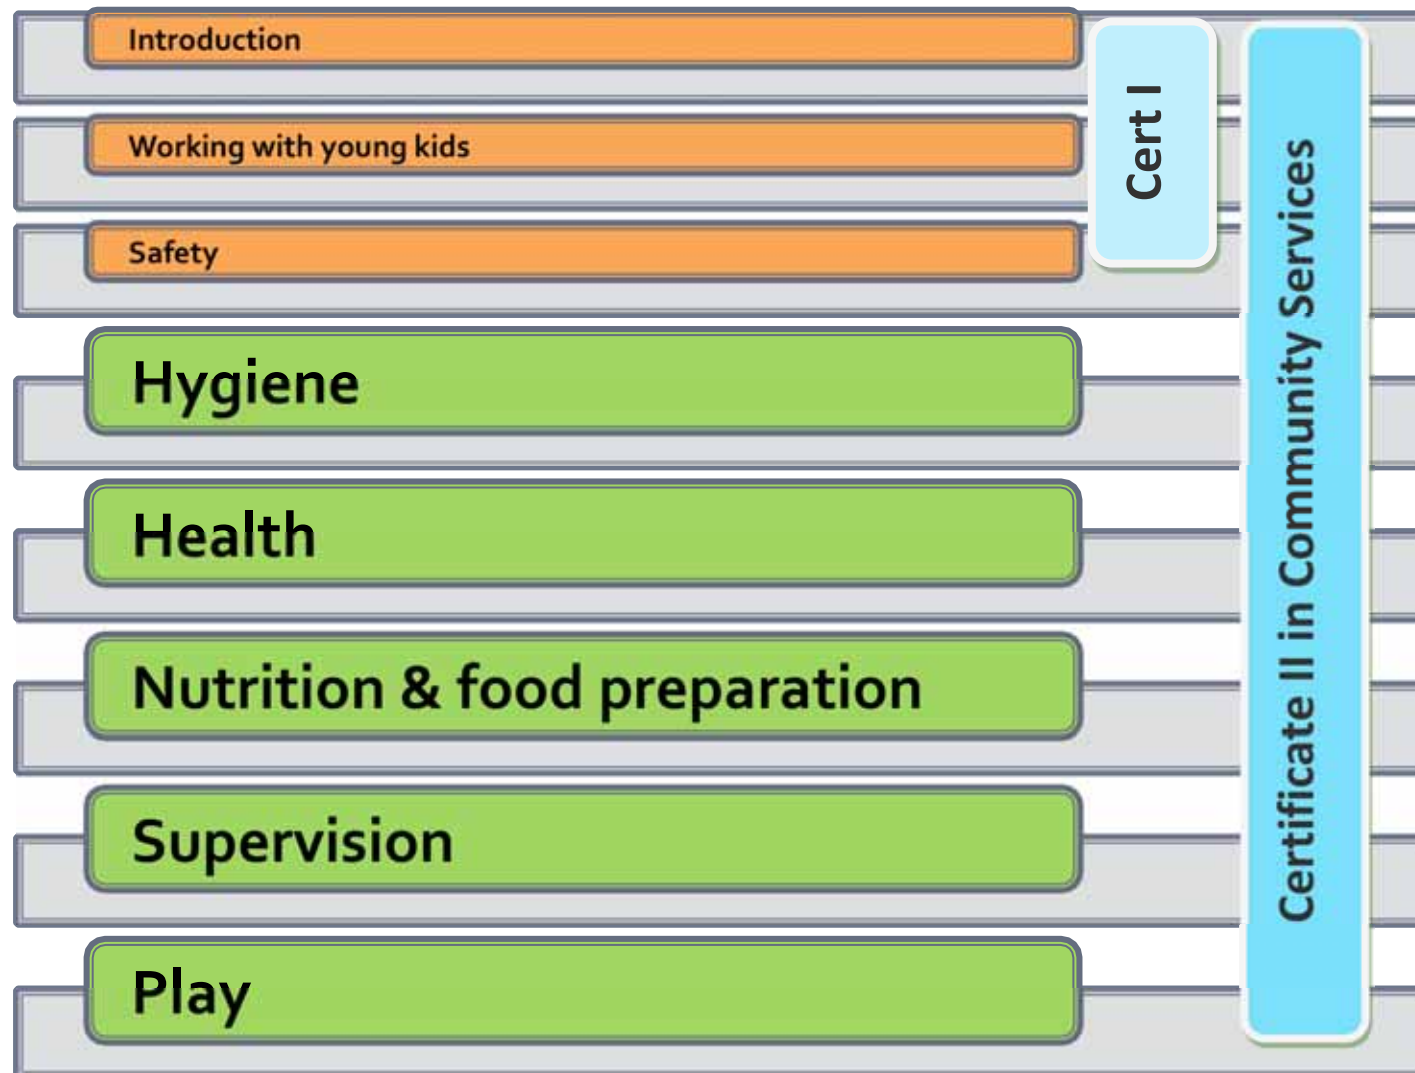 Introduction
Working with young kids
Safety
Hygiene
Health
Nutrition & food preparation
Supervision
Play
Cert I
Certificate II in Community Services